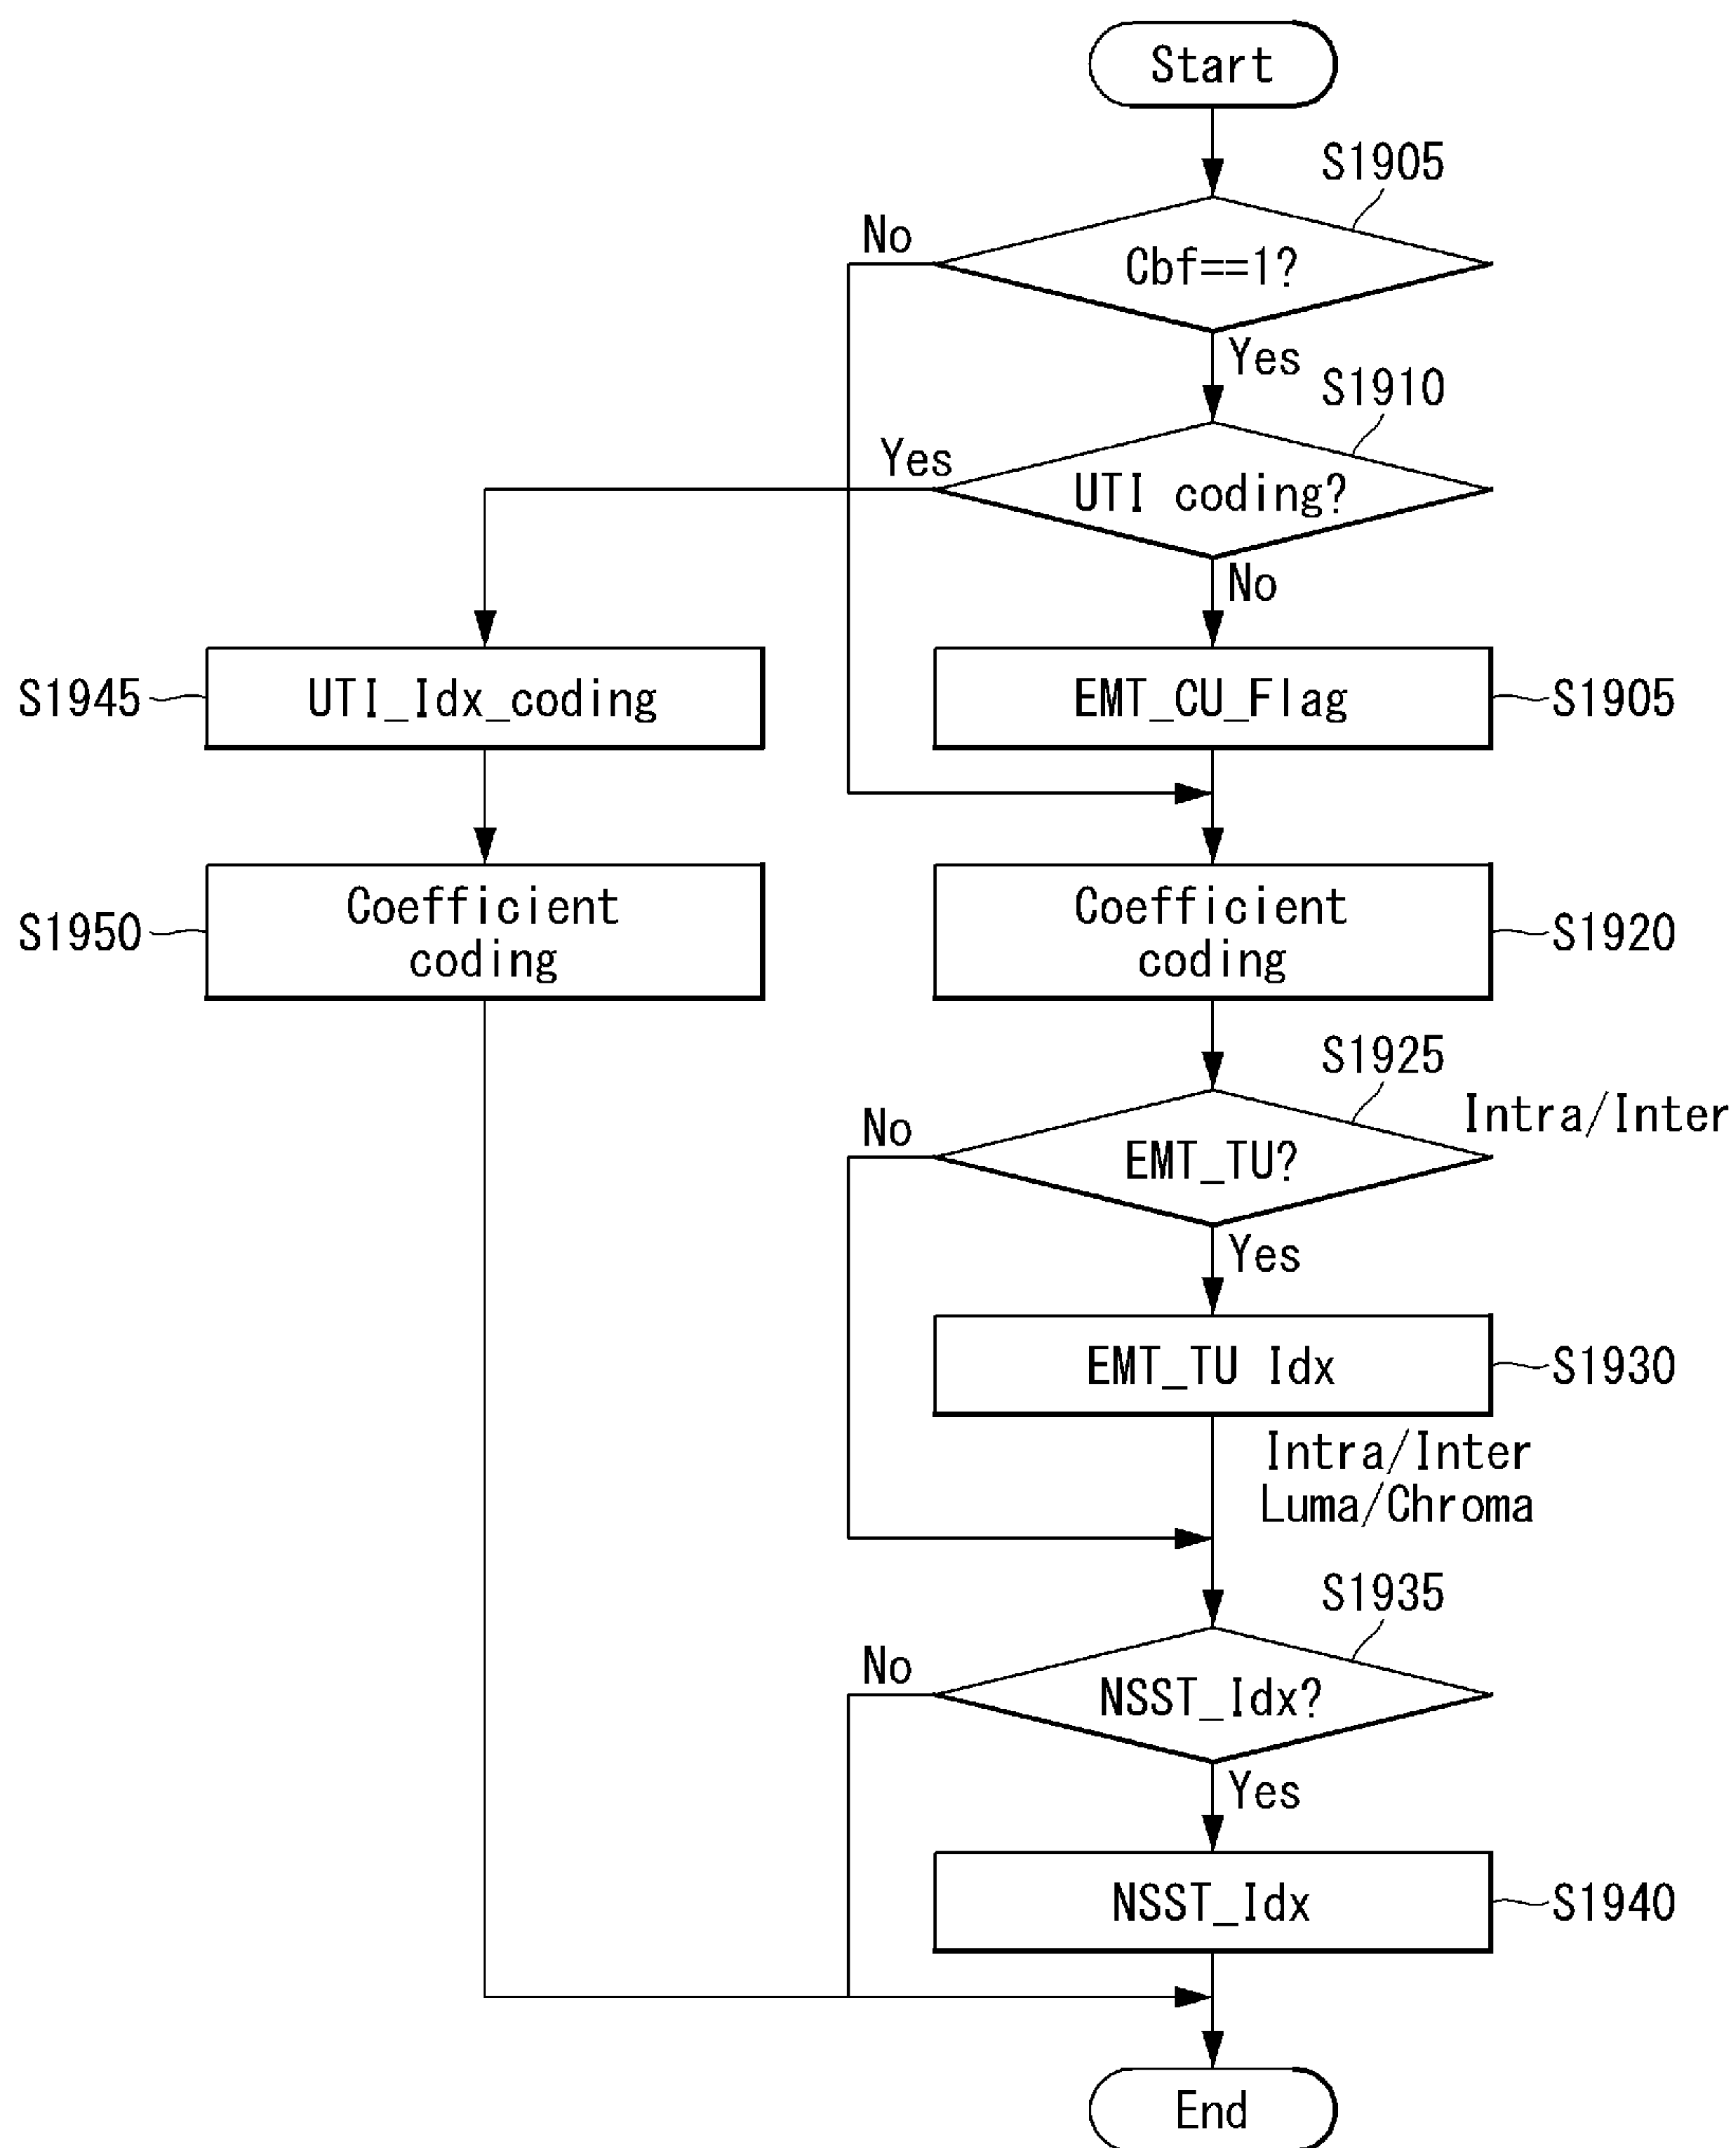 Start
S1905
No
Cbf==1?
Yes
S1910
Yes
UTI coding?
No
S1945
UTI_Idx_coding
EMT_CU_Flag
S1905
S1950
Coefficient
coding
Coefficient
coding
S1920
S1925
Intra/Inter
No
EMT_TU?
Yes
EMT_TU Idx
S1930
Intra/Inter
Luma/Chroma
S1935
No
NSST_Idx?
Yes
NSST_Idx
S1940
End